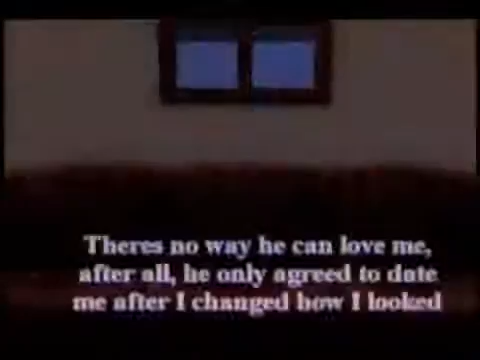 Theres no way he can love me,
after all, he only agreed to date
me after I changed how I looked